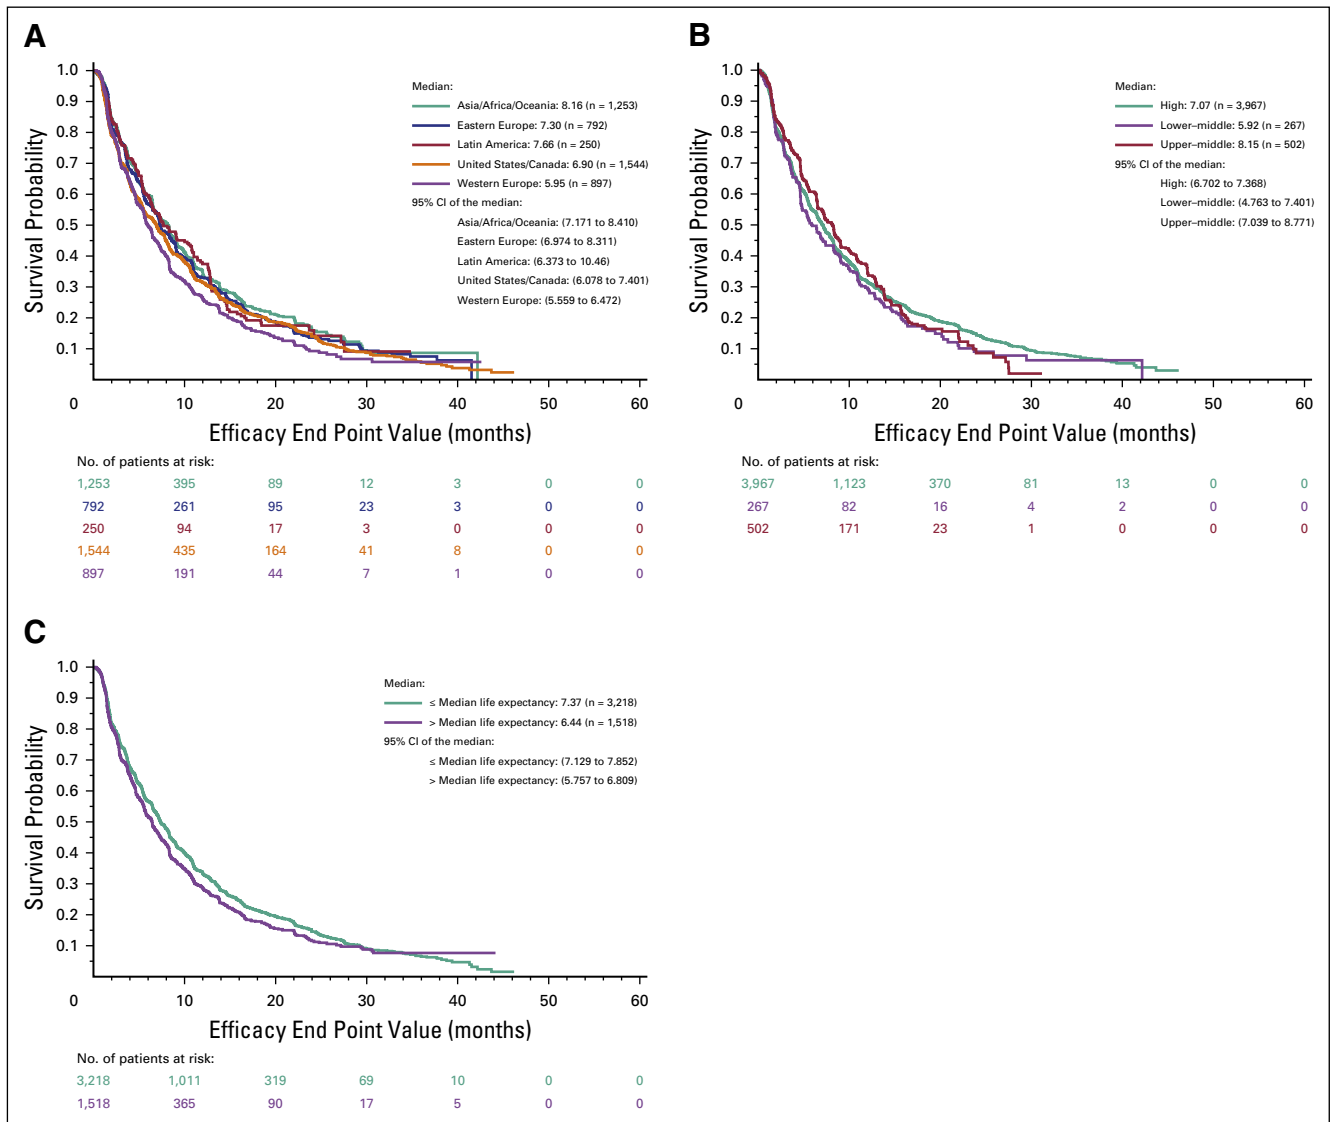 A
Survival Probability
1.0
0.9
0.8
0.7
0.6
0.5
0.4
0.3
0.2
0.1
Median:
Asia/Africa/Oceania: 8.16 (n = 1,253)
Eastern Europe: 7.30 (n = 792)
Latin America: 7.66 (n = 250)
United States/Canada: 6.90 (n = 1,544)
Western Europe: 5.95 (n = 897)
95% CI of the median:
Asia/Africa/Oceania: (7.171 to 8.410)
Eastern Europe: (6.974 to 8.311)
Latin America: (6.373 to 10.46)
United States/Canada: (6.078 to 7.401)
Western Europe: (5.559 to 6.472)
0 10 20 30 40 50 60
Efficacy End Point Value (months)
No. of patients at risk:
1,253 395 89 12 3 0 0
792 261 95 23 3 0 0
250 94 17 3 0 0 0
1,544 435 164 41 8 0 0
897 191 44 7 1 0 0
B
Survival Probability
1.0
0.9
0.8
0.7
0.6
0.5
0.4
0.3
0.2
0.1
Median:
High: 7.07 (n = 3,967)
Lower–middle: 5.92 (n = 267)
Upper–middle: 8.15 (n = 502)
95% CI of the median:
High: (6.702 to 7.368)
Lower–middle: (4.763 to 7.401)
Upper–middle: (7.039 to 8.771)
0 10 20 30 40 50 60
Efficacy End Point Value (months)
No. of patients at risk:
3,967 1,123 370 81 13 0 0
267 82 16 4 2 0 0
502 171 23 1 0 0 0
C
Survival Probability
1.0
0.9
0.8
0.7
0.6
0.5
0.4
0.3
0.2
0.1
Median:
≤ Median life expectancy: 7.37 (n = 3,218)
> Median life expectancy: 6.44 (n = 1,518)
95% CI of the median:
≤ Median life expectancy: (7.129 to 7.852)
> Median life expectancy: (5.757 to 6.809)
0 10 20 30 40 50 60
Efficacy End Point Value (months)
No. of patients at risk:
3,218 1,011 319 69 10 0 0
1,518 365 90 17 5 0 0